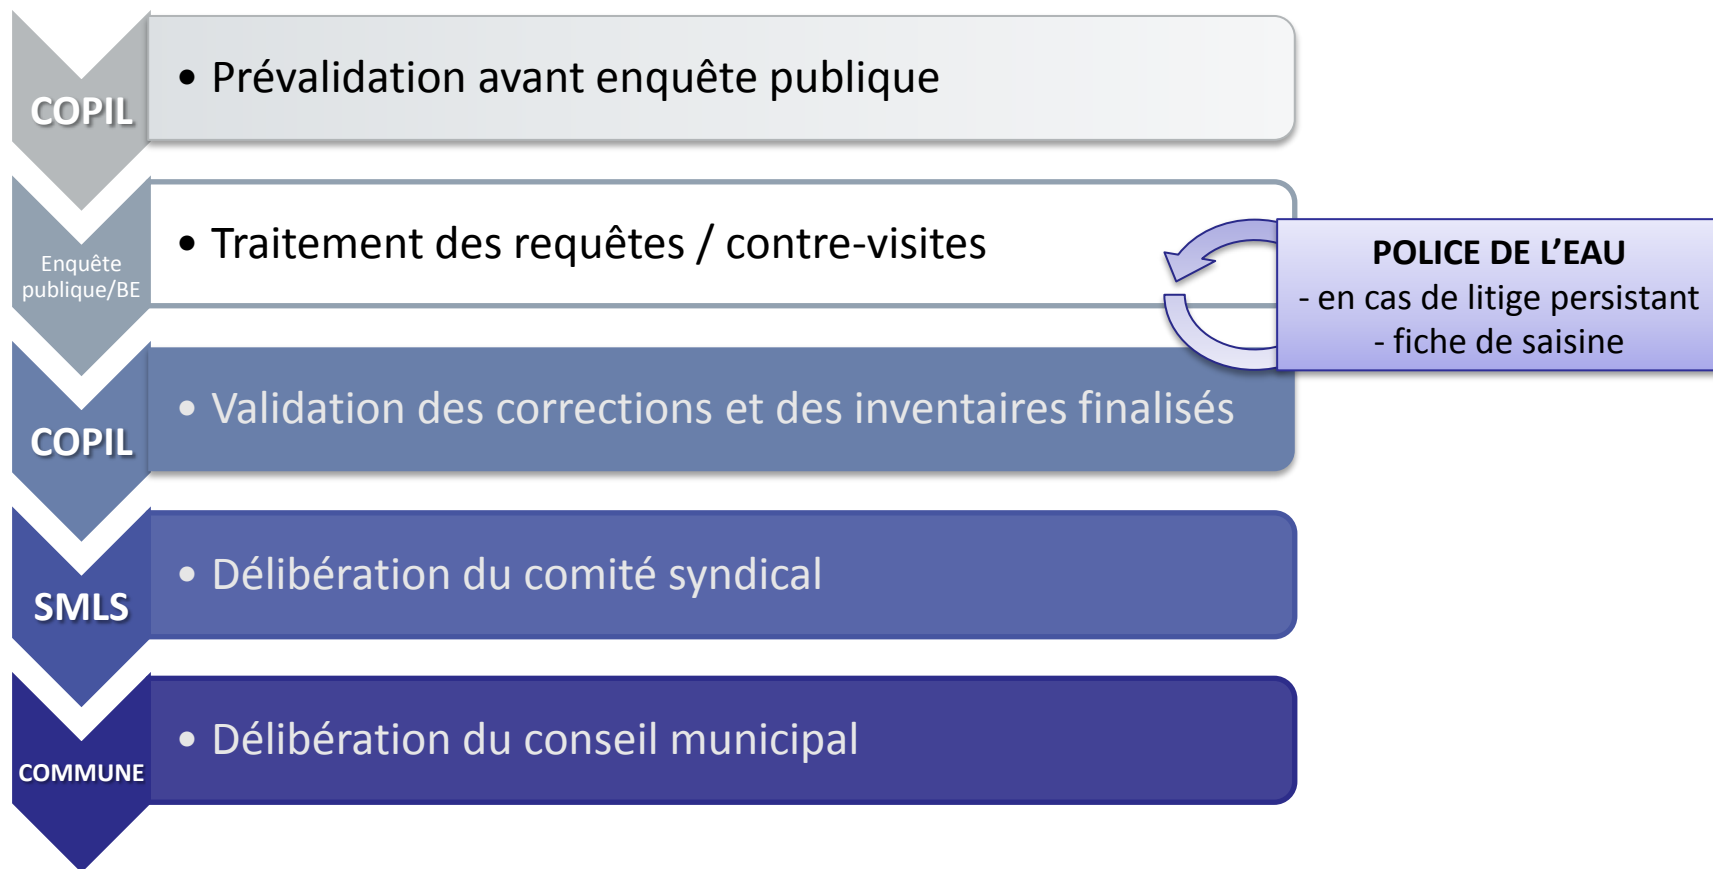 COPIL
• Prévalidation avant enquête publique
Enquête
publique/BE
• Traitement des requêtes / contre-visites
POLICE DE L’EAU
- en cas de litige persistant
- fiche de saisine
COPIL
• Validation des corrections et des inventaires finalisés
SMLS
• Délibération du comité syndical
COMMUNE
• Délibération du conseil municipal